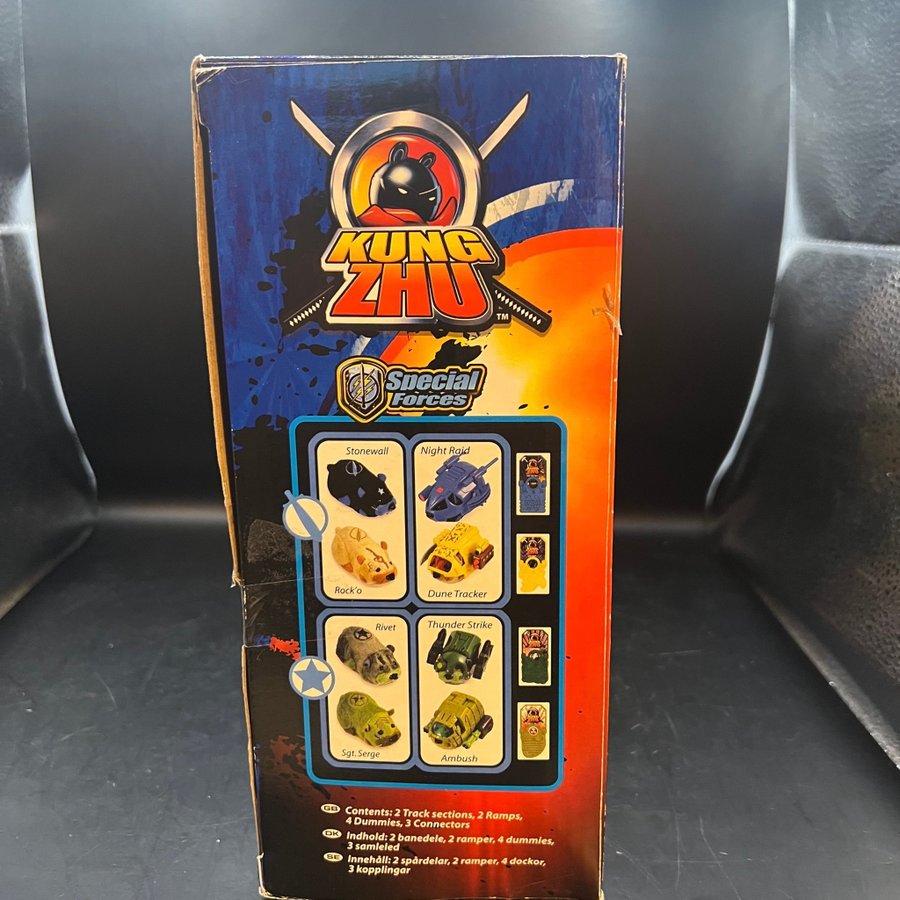 KUNG
ZHU
TM
Special
Forces
Stonewall
Night Raid
Rock'o
Dune Tracker
Rivet
Thunder Strike
Sgt. Serge
Ambush
GB Contents: 2 Track sections, 2 Ramps,
4 Dummies, 3 Connectors
DK Indhold: 2 banedele, 2 ramper, 4 dummies,
3 samleled
SE Innehåll: 2 spårdelar, 2 ramper, 4 dockor,
3 kopplingar